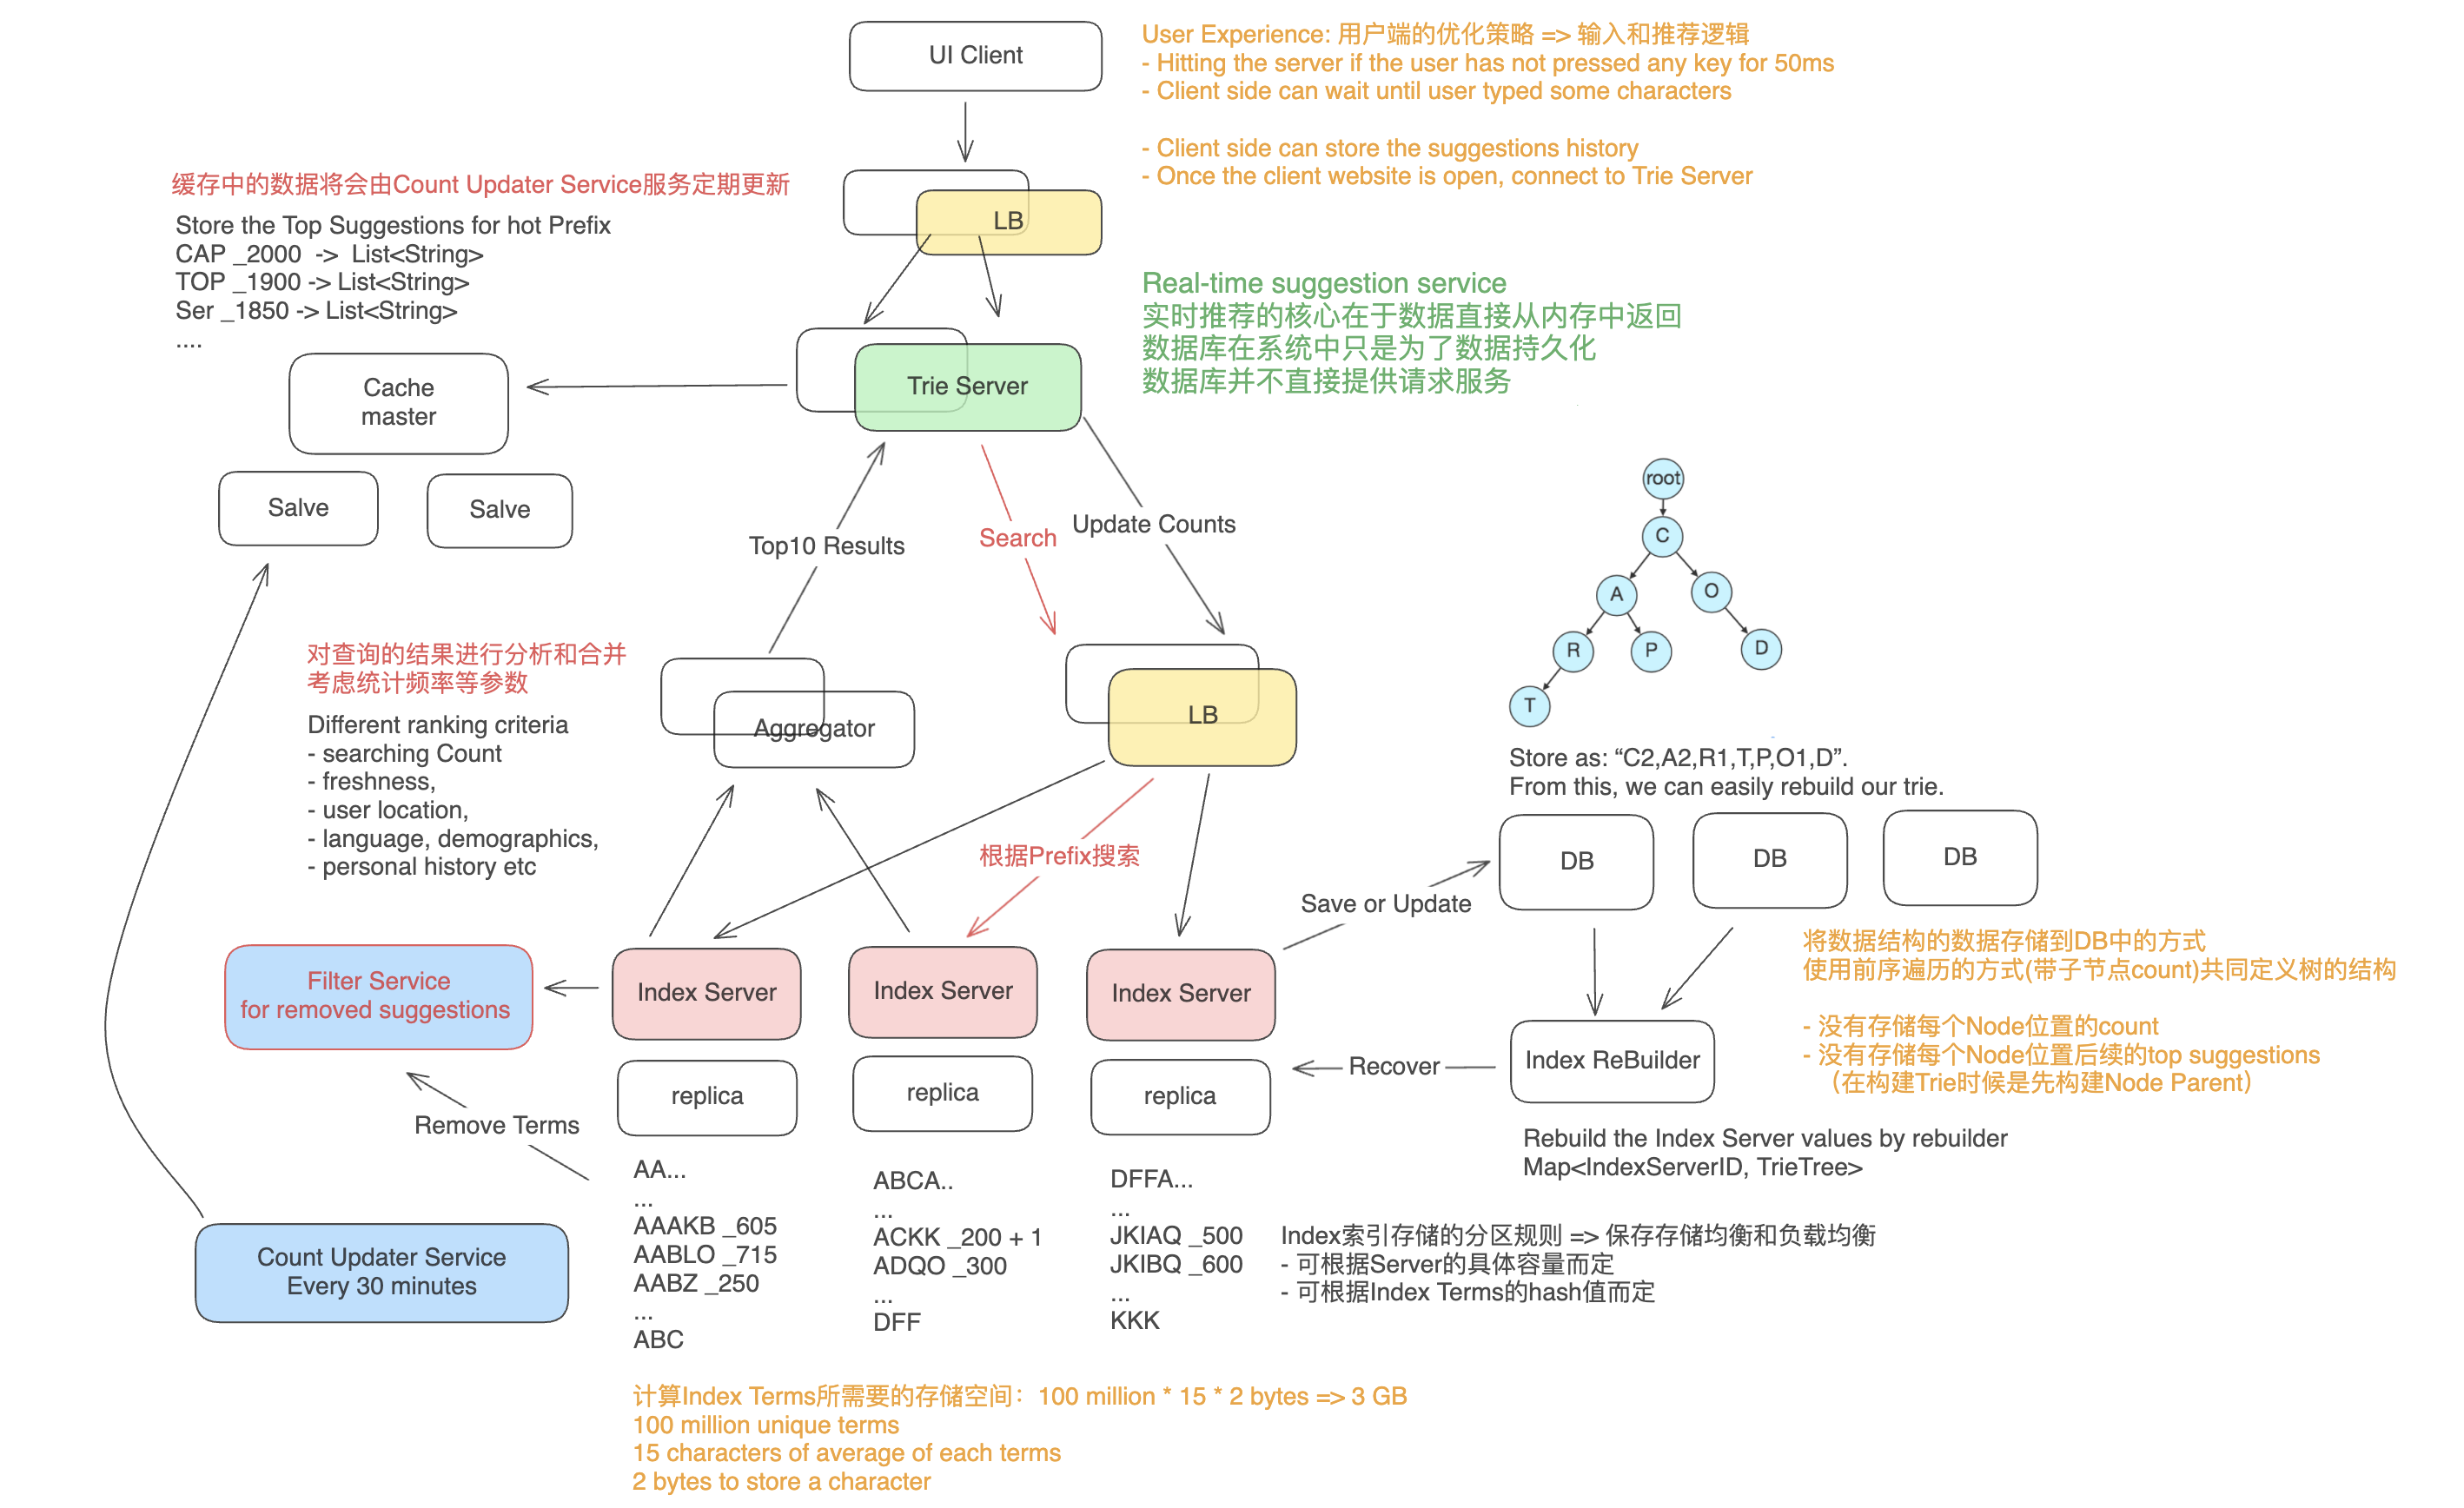 UI Client
User Experience: 用户端的优化策略 => 输入和推荐逻辑
- Hitting the server if the user has not pressed any key for 50ms
- Client side can wait until user typed some characters
- Client side can store the suggestions history
- Once the client website is open, connect to Trie Server
缓存中的数据将会由Count Updater Service服务定期更新
Store the Top Suggestions for hot Prefix
CAP _2000 -> List<String>
TOP _1900 -> List<String>
Ser _1850 -> List<String>
....
LB
Real-time suggestion service
实时推荐的核心在于数据直接从内存中返回
数据库在系统中只是为了数据持久化
数据库并不直接提供请求服务
Cache
master
Trie Server
Salve
Salve
Top10 Results
Search
Update Counts
root
C
A
O
R
P
D
T
对查询的结果进行分析和合并
考虑统计频率等参数
Different ranking criteria
- searching Count
- freshness,
- user location,
- language, demographics,
- personal history etc
Aggregator
LB
Store as: “C2,A2,R1,T,P,O1,D”.
From this, we can easily rebuild our trie.
DB
DB
DB
根据Prefix搜索
Save or Update
将数据结构的数据存储到DB中的方式
使用前序遍历的方式(带子节点count)共同定义树的结构
- 没有存储每个Node位置的count
- 没有存储每个Node位置后续的top suggestions
（在构建Trie时候是先构建Node Parent）
Filter Service
for removed suggestions
Index Server
Index Server
Index Server
replica
replica
replica
Recover
Index ReBuilder
Rebuild the Index Server values by rebuilder
Map<IndexServerID, TrieTree>
Remove Terms
Count Updater Service
Every 30 minutes
AA...
...
AAAKB _605
AABLO _715
AABZ _250
...
ABC
ABCA..
...
ACKK _200 + 1
ADQO _300
...
DFF
DFFA...
...
JKIAQ _500
JKIBQ _600
...
KKK
Index索引存储的分区规则 => 保存存储均衡和负载均衡
- 可根据Server的具体容量而定
- 可根据Index Terms的hash值而定
计算Index Terms所需要的存储空间：100 million * 15 * 2 bytes => 3 GB
100 million unique terms
15 characters of average of each terms
2 bytes to store a character